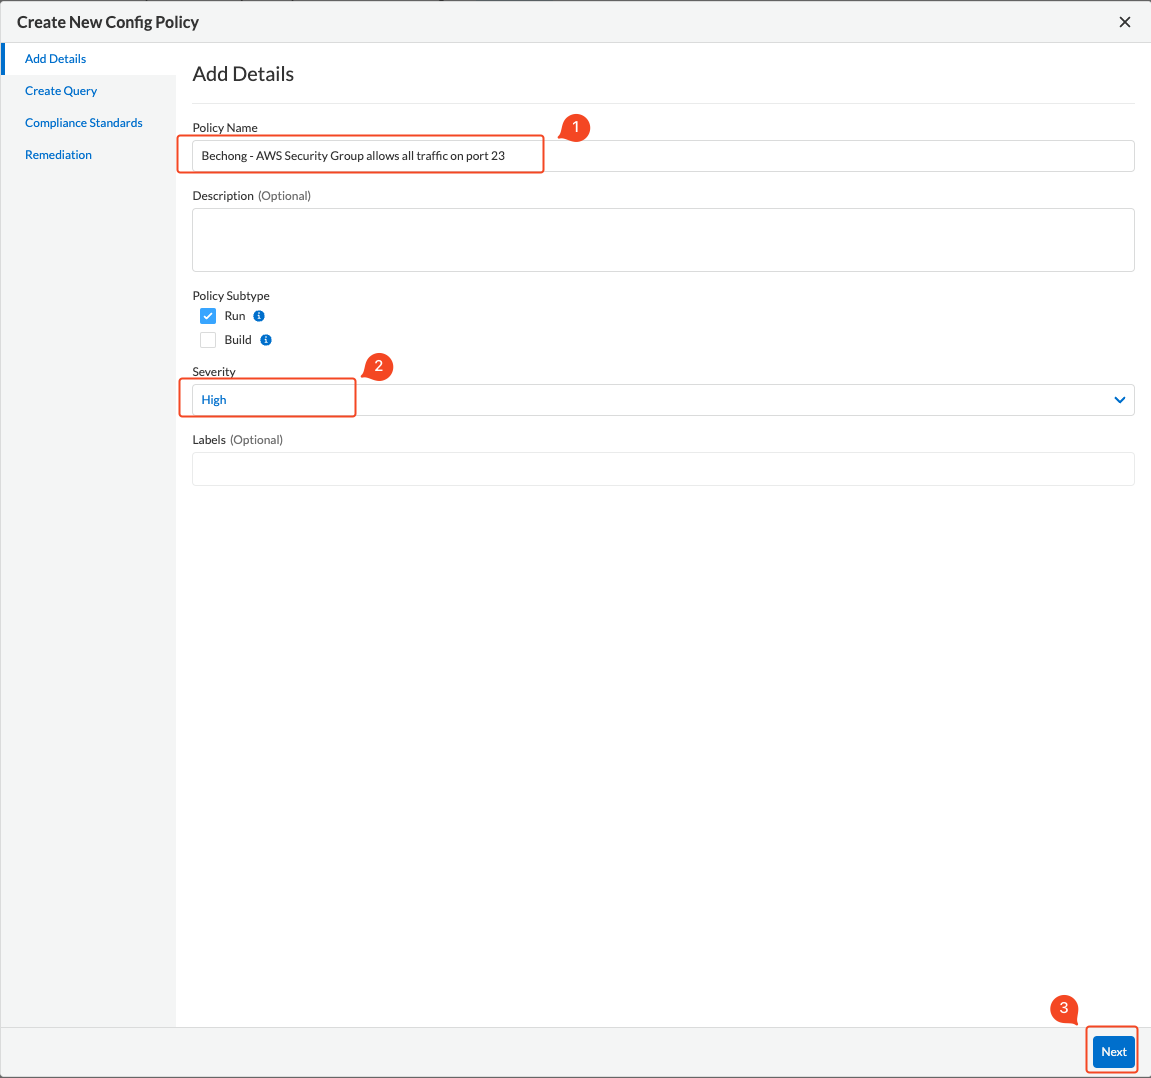 Create New Config Policy
Add Details
Create Query
Compliance Standards
Remediation
Add Details
Policy Name
1
Bechong - AWS Security Group allows all traffic on port 23
Description (Optional)
Policy Subtype
Run
Build
Severity
2
High
Labels (Optional)
3
Next